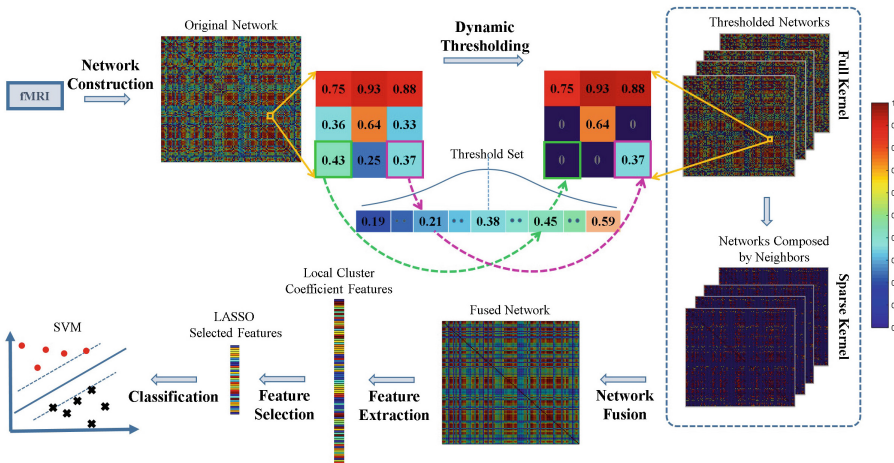 Original Network
Dynamic
Thresholding
Thresholded Networks
Network
Construction
fMRI
0.75 0.93 0.88
0.36 0.64 0.33
0.43 0.25 0.37
0.75 0.93 0.88
0 0.64 0
0 0 0.37
Full Kernel
Threshold Set
0.19 ** 0.21 ** 0.38 ** 0.45 ** 0.59
Networks Composed
by Neighbors
Sparse Kernel
Local Cluster
Coefficient Features
LASSO
Selected Features
Fused Network
SVM
Classification
Feature
Selection
Feature
Extraction
Network
Fusion